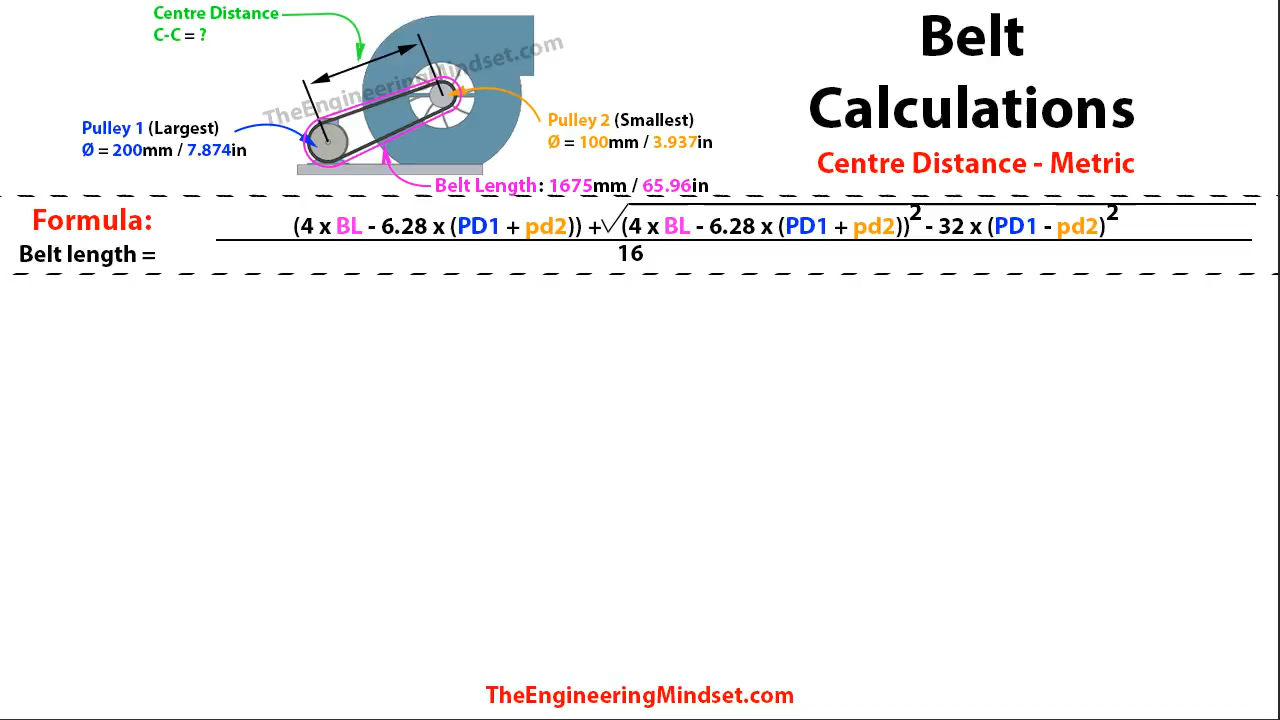 Centre Distance
C-C = ?
Belt
Calculations
Centre Distance - Metric
TheEngineeringMindset.com
Pulley 1 (Largest)
Ø = 200mm / 7.874in
Pulley 2 (Smallest)
Ø = 100mm / 3.937in
Belt Length: 1675mm / 65.96in
Formula:
Belt length =
(4 x BL - 6.28 x (PD1 + pd2)) + √(4 x BL - 6.28 x (PD1 + pd2))² - 32 x (PD1 - pd2)²
16
TheEngineeringMindset.com